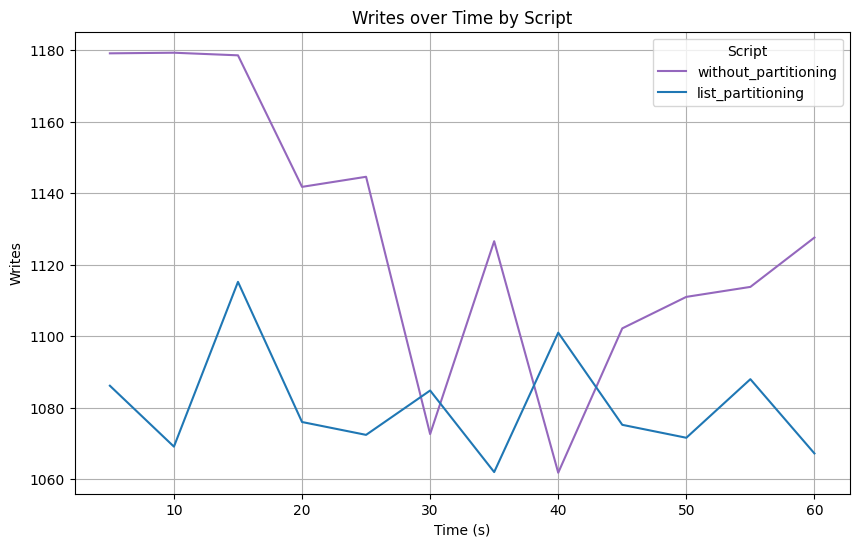 Writes over Time by Script
Script
without_partitioning
list_partitioning
Writes
1180
1160
1140
1120
1100
1080
1060
10 20 30 40 50 60
Time (s)